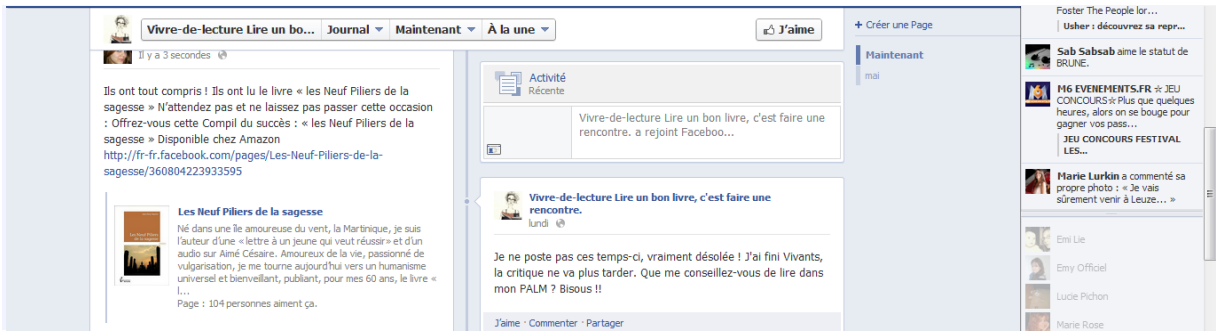 Vivre-de-lecture Lire un bo...
Journal
Maintenant
À la une
J'aime
Il y a 3 secondes
Ils ont tout compris ! Ils ont lu le livre « les Neuf Piliers de la
sagesse » N'attendez pas et ne laissez pas passer cette occasion
: Offrez-vous cette Compil du succès : « les Neuf Piliers de la
sagesse » Disponible chez Amazon
http://fr-fr.facebook.com/pages/Les-Neuf-Piliers-de-la-
sagesse/360804223933595
Les Neuf Piliers de la sagesse
Né dans une île amoureuse du vent, la Martinique, je suis
l'auteur d'une « lettre à un jeune qui veut réussir» et d'un
audio sur Aimé Césaire. Amoureux de la vie, passionné de
vulgarisation, je me tourne aujourd'hui vers un humanisme
universel et bienveillant, publiant, pour mes 60 ans, le livre «
l...
Page : 104 personnes aiment ça.
Activité
Récente
Vivre-de-lecture Lire un bon livre, c'est faire une
rencontre. a rejoint Faceboo...
Vivre-de-lecture Lire un bon livre, c'est faire une
rencontre.
lundi
Je ne poste pas ces temps-ci, vraiment désolée ! J'ai fini Vivants,
la critique ne va plus tarder. Que me conseillez-vous de lire dans
mon PALM ? Bisous !!
J'aime · Commenter · Partager
+ Créer une Page
Maintenant
mai
Foster The People lor...
Usher : découvrez sa repr...
Sab Sabsab aime le statut de
BRUNE.
M6 EVENEMENTS.FR ☆ JEU
CONCOURS☆Plus que quelques
heures, alors on se bouge pour
gagner vos pass...
JEU CONCOURS FESTIVAL
LES...
Marie Lurkin a commenté sa
propre photo : « Je vais
sûrement venir à Leuze... »
Emi Lie
Emy Officiel
Lucie Pichon
Marie Rose